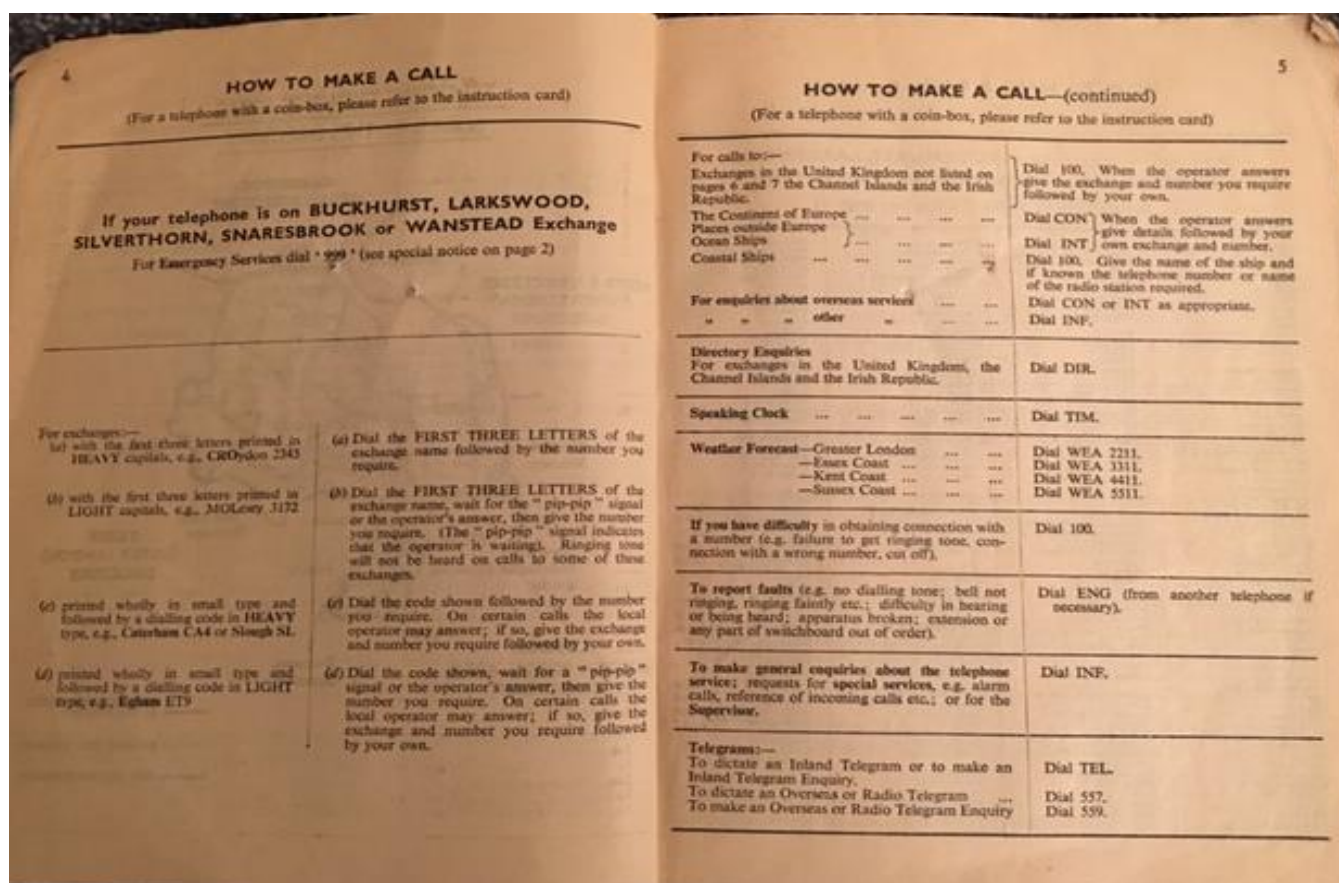 4
HOW TO MAKE A CALL
(For a telephone with a coin-box, please refer to the instruction card)
If your telephone is on BUCKHURST, LARKSWOOD,
SILVERTHORN, SNARESBROOK or WANSTEAD Exchange
For Emergency Services dial ' 999 ' (see special notice on page 2)
For exchanges:—
(a) with the first three letters printed in
HEAVY capitals, e.g., CROydon 2345
(a) Dial the FIRST THREE LETTERS of the
exchange name followed by the number you
require.
(b) with the first three letters printed in
LIGHT capitals, e.g., MOLesey 3172
(b) Dial the FIRST THREE LETTERS of the
exchange name, wait for the " pip-pip " signal
or the operator's answer, then give the number
you require. (The " pip-pip " signal indicates
that the operator is waiting). Ringing tone
will not be heard on calls to some of these
exchanges.
(c) printed wholly in small type and
followed by a dialling code in HEAVY
type, e.g., Caterham CA4 or Slough SL
(c) Dial the code shown followed by the number
you require. On certain calls the local
operator may answer; if so, give the exchange
and number you require followed by your own.
(d) printed wholly in small type and
followed by a dialling code in LIGHT
type, e.g., Egham ET9
(d) Dial the code shown, wait for a " pip-pip "
signal or the operator's answer, then give the
number you require. On certain calls the
local operator may answer; if so, give the
exchange and number you require followed
by your own.
5
HOW TO MAKE A CALL—(continued)
(For a telephone with a coin-box, please refer to the instruction card)
For calls to:—
Exchanges in the United Kingdom not listed on
pages 6 and 7 the Channel Islands and the Irish
Republic.
Dial 100. When the operator answers
give the exchange and number you require
followed by your own.
The Continent of Europe ... ... ... ...
Places outside Europe
Ocean Ships ... ... ... ...
Dial CON
Dial INT
When the operator answers
give details followed by your
own exchange and number.
Coastal Ships ... ... ... ... ...
Dial 100. Give the name of the ship and
if known the telephone number or name
of the radio station required.
For enquiries about overseas services ... ...
Dial CON or INT as appropriate.
" " " other " ... ...
Dial INF.
Directory Enquiries
For exchanges in the United Kingdom, the
Channel Islands and the Irish Republic.
Dial DIR.
Speaking Clock ... ... ... ... ...
Dial TIM.
Weather Forecast—Greater London ... ... Dial WEA 2211.
—Essex Coast ... ... ... Dial WEA 3311.
—Kent Coast ... ... ... Dial WEA 4411.
—Sussex Coast ... ... ... Dial WEA 5511.
If you have difficulty in obtaining connection with
a number (e.g. failure to get ringing tone, con-
nection with a wrong number, cut off).
Dial 100.
To report faults (e.g. no dialling tone; bell not
ringing, ringing faintly etc.; difficulty in hearing
or being heard; apparatus broken; extension or
any part of switchboard out of order).
Dial ENG (from another telephone if
necessary).
To make general enquiries about the telephone
service; requests for special services, e.g. alarm
calls, reference of incoming calls etc.; or for the
Supervisor.
Dial INF.
Telegrams:—
To dictate an Inland Telegram or to make an
Inland Telegram Enquiry.
Dial TEL.
To dictate an Overseas or Radio Telegram ... Dial 557.
To make an Overseas or Radio Telegram Enquiry Dial 559.